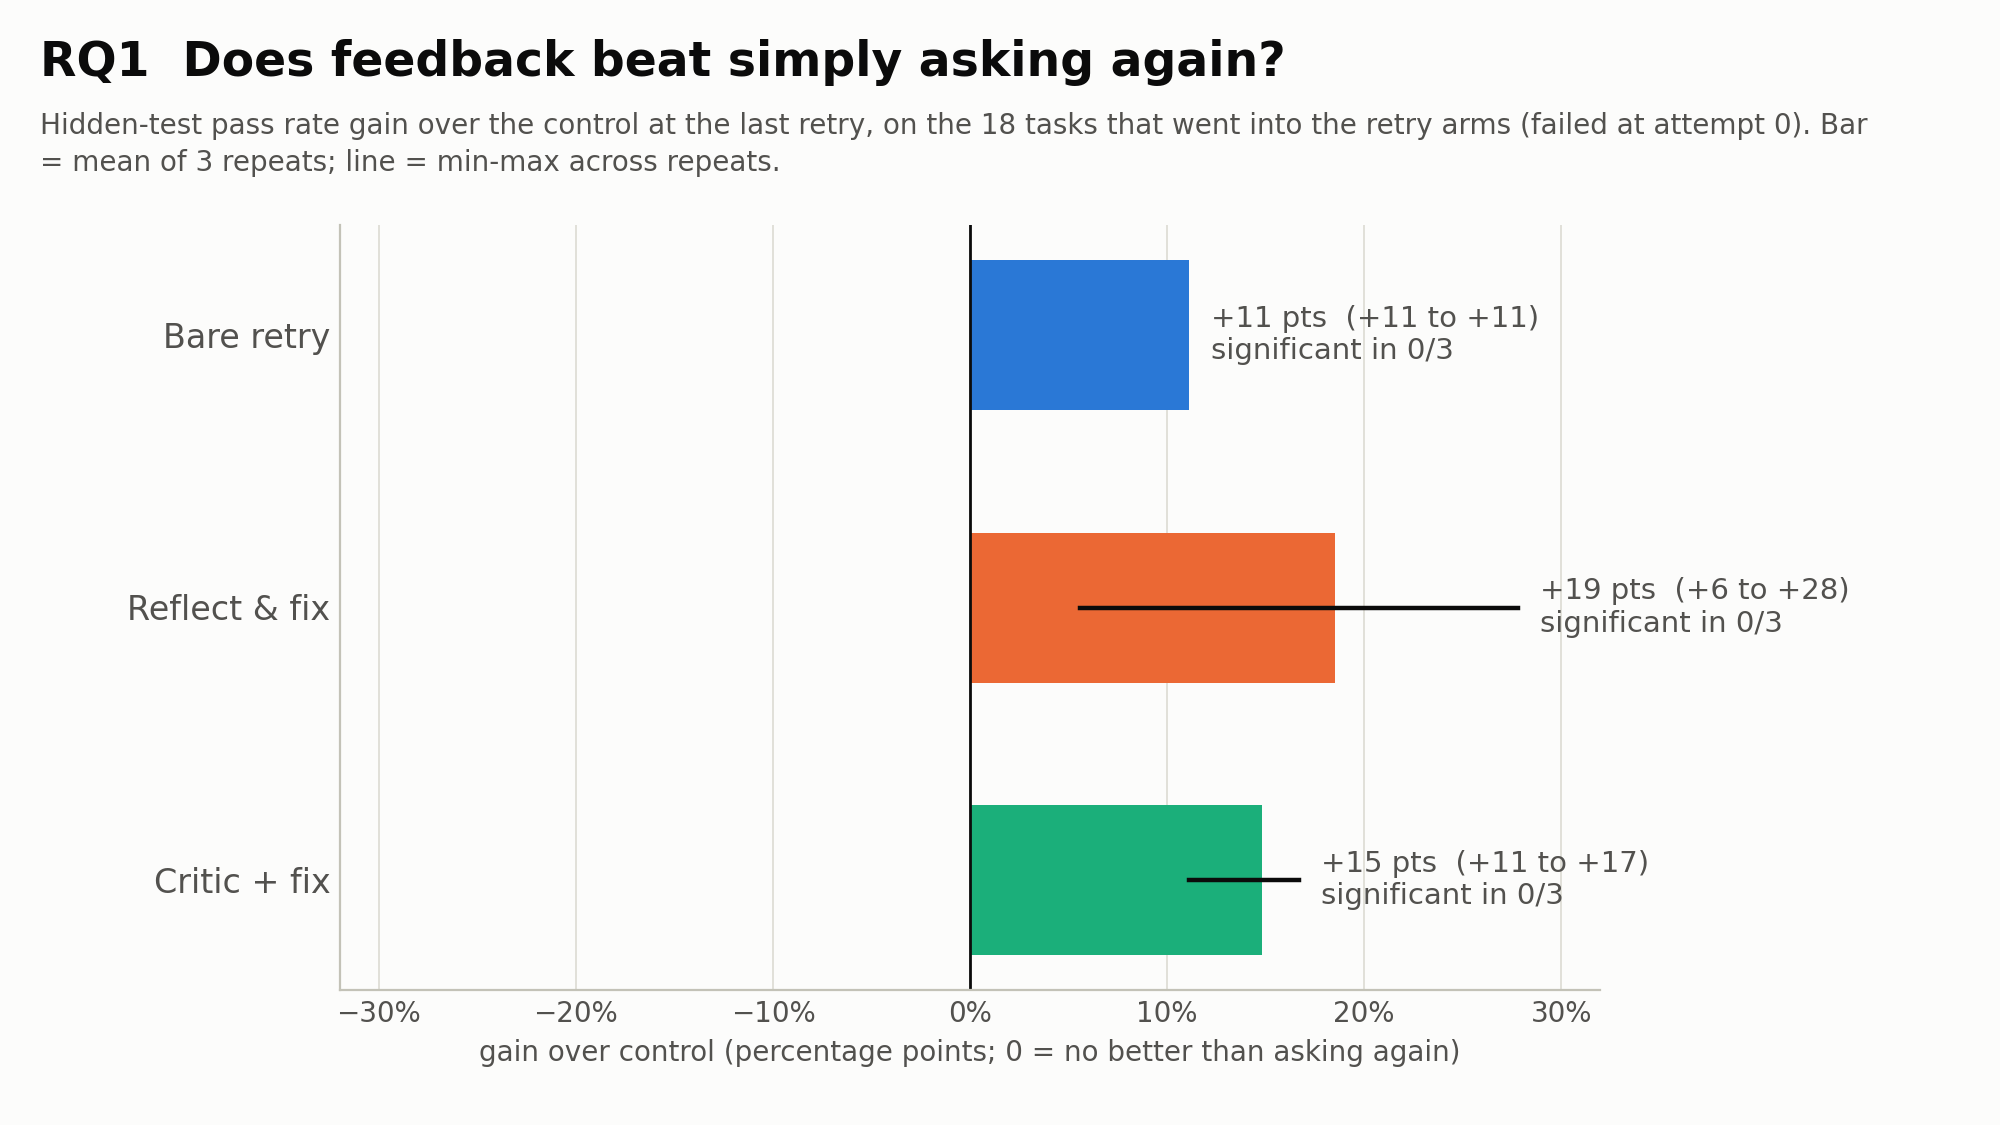 RQ1  Does feedback beat simply asking again?
Hidden-test pass rate gain over the control at the last retry, on the 18 tasks that went into the retry arms (failed at attempt 0). Bar
= mean of 3 repeats; line = min-max across repeats.
Bare retry
+11 pts  (+11 to +11)
significant in 0/3
Reflect & fix
+19 pts  (+6 to +28)
significant in 0/3
Critic + fix
+15 pts  (+11 to +17)
significant in 0/3
−30% −20% −10% 0% 10% 20% 30%
gain over control (percentage points; 0 = no better than asking again)